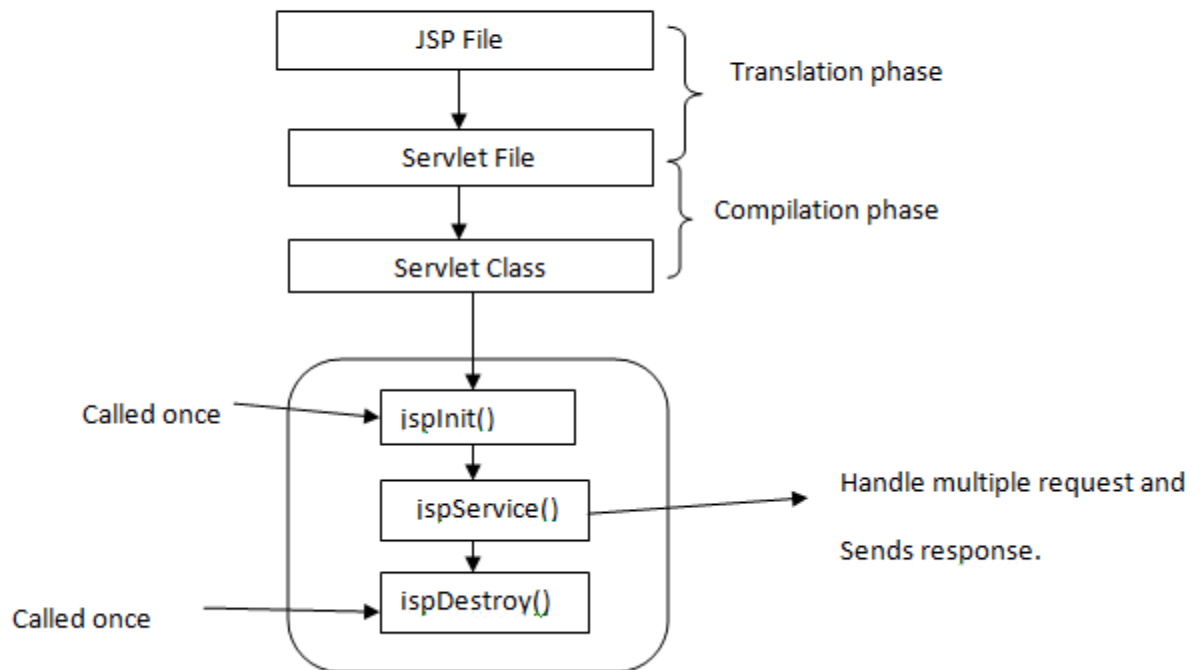 JSP File
Translation phase
Servlet File
Compilation phase
Servlet Class
Called once
jspInit()
jspService()
Handle multiple request and
Sends response.
jspDestroy()
Called once